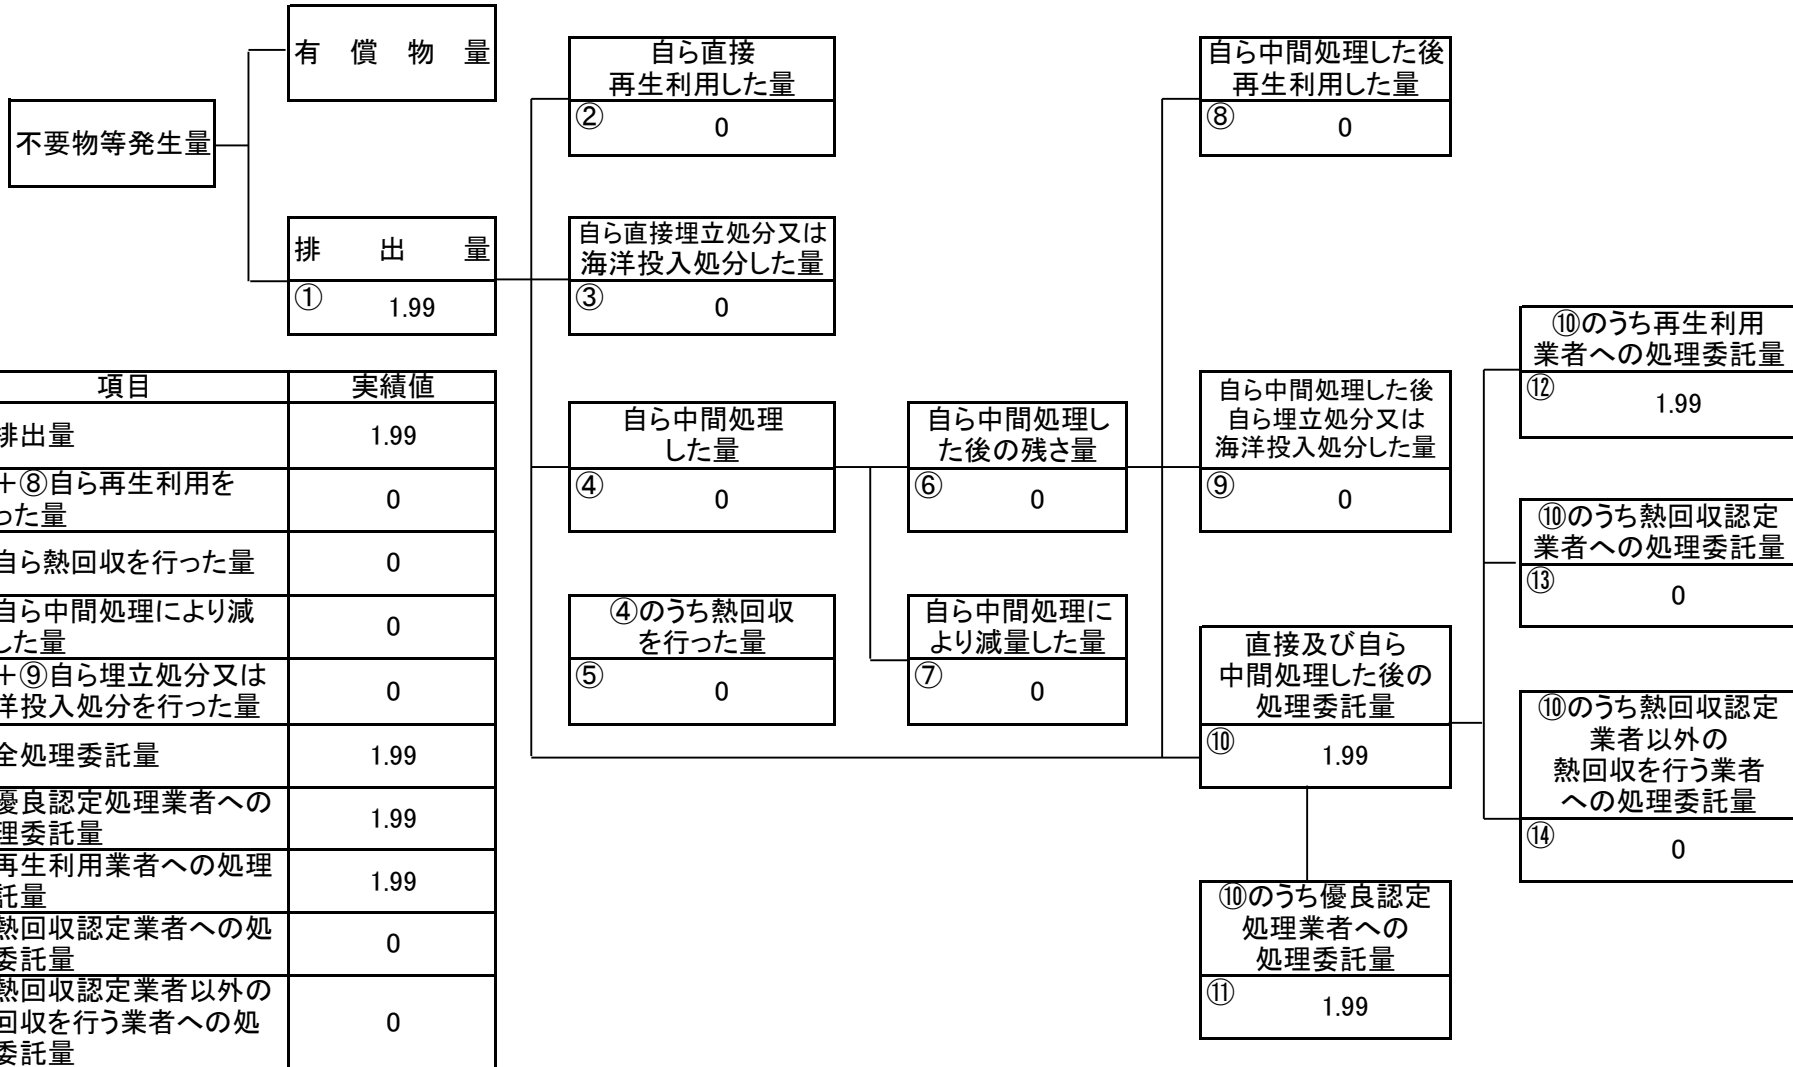 不要物等発生量
有償物量
排出量
①
1.99
自ら直接
再生利用した量
②
0
自ら直接埋立処分又は
海洋投入処分した量
③
0
自ら中間処理
した量
④
0
④のうち熱回収
を行った量
⑤
0
自ら中間処理し
た後の残さ量
⑥
0
自ら中間処理に
より減量した量
⑦
0
自ら中間処理した後
再生利用した量
⑧
0
自ら中間処理した後
自ら埋立処分又は
海洋投入処分した量
⑨
0
直接及び自ら
中間処理した後の
処理委託量
⑩
1.99
⑩のうち優良認定
処理業者への
処理委託量
⑪
1.99
⑩のうち再生利用
業者への処理委託量
⑫
1.99
⑩のうち熱回収認定
業者への処理委託量
⑬
0
⑩のうち熱回収認定
業者以外の
熱回収を行う業者
への処理委託量
⑭
0
項目
実績値
排出量
1.99
＋⑧自ら再生利用を
った量
0
自ら熱回収を行った量
0
自ら中間処理により減
した量
0
＋⑨自ら埋立処分又は
洋投入処分を行った量
0
全処理委託量
1.99
優良認定処理業者への
理委託量
1.99
再生利用業者への処理
託量
1.99
熱回収認定業者への処
委託量
0
熱回収認定業者以外の
回収を行う業者への処
委託量
0